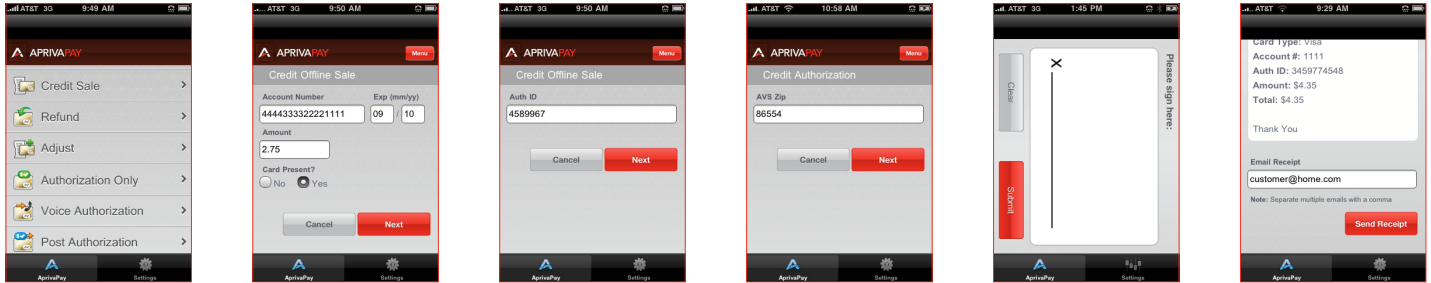 AT&T 3G 9:49 AM
APRIVAPAY
Credit Sale
Refund
Adjust
Authorization Only
Voice Authorization
Post Authorization
AprivaPay Settings
AT&T 3G 9:50 AM
APRIVAPAY Menu
Credit Offline Sale
Account Number Exp (mm/yy)
4444333322221111 09 / 10
Amount
2.75
Card Present?
No Yes
Cancel Next
AprivaPay Settings
AT&T 3G 9:50 AM
APRIVAPAY Menu
Credit Offline Sale
Auth ID
4589967
Cancel Next
AprivaPay Settings
AT&T 10:58 AM
APRIVAPAY Menu
Credit Authorization
AVS Zip
86554
Cancel Next
AprivaPay Settings
AT&T 3G 1:45 PM
Please sign here:
X
Clear
Submit
AprivaPay Settings
AT&T 9:29 AM
Card Type: Visa
Account #: 1111
Auth ID: 3459774548
Amount: $4.35
Total: $4.35
Thank You
Email Receipt
customer@home.com
Note: Separate multiple emails with a comma
Send Receipt
AprivaPay Settings